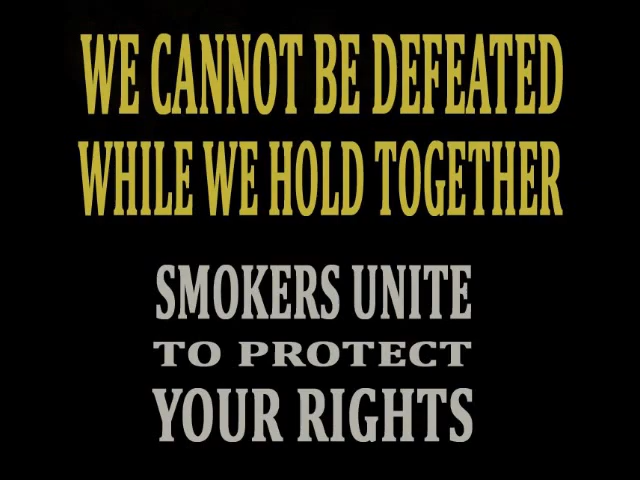 WE CANNOT BE DEFEATED
WHILE WE HOLD TOGETHER
SMOKERS UNITE
TO PROTECT
YOUR RIGHTS